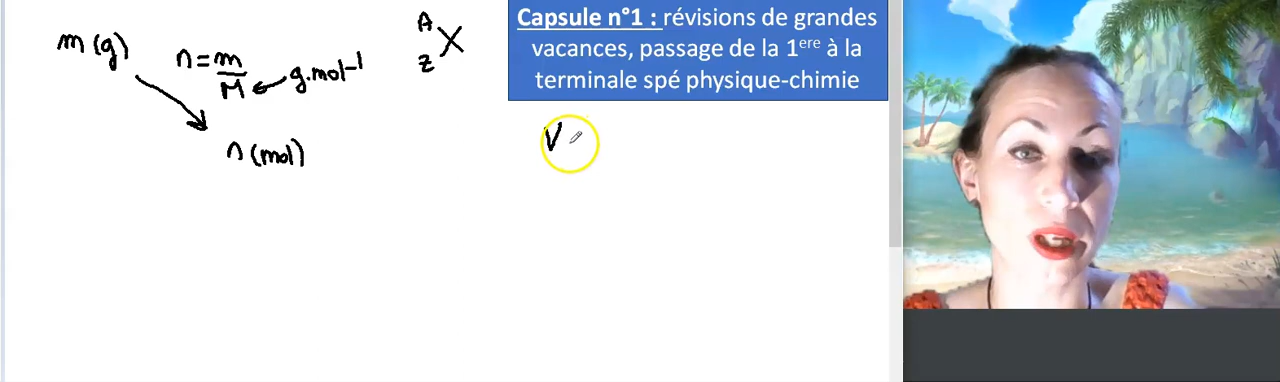 m(g)
n = m/M ← g.mol-1
n(mol)
A
Z X
Capsule n°1 : révisions de grandes
vacances, passage de la 1ere à la
terminale spé physique-chimie
V